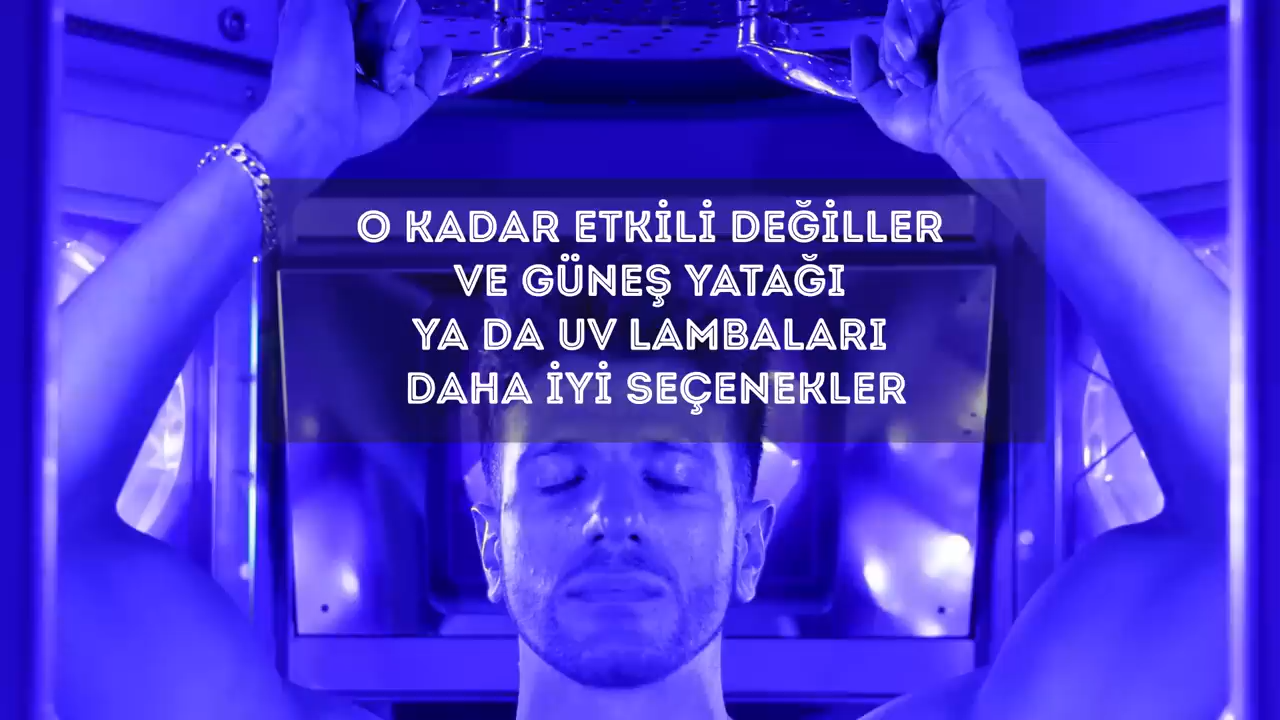 O KADAR ETKİLİ DEĞİLLER
VE GÜNEŞ YATAĞI
YA DA UV LAMBALARI
DAHA İYİ SEÇENEKLER